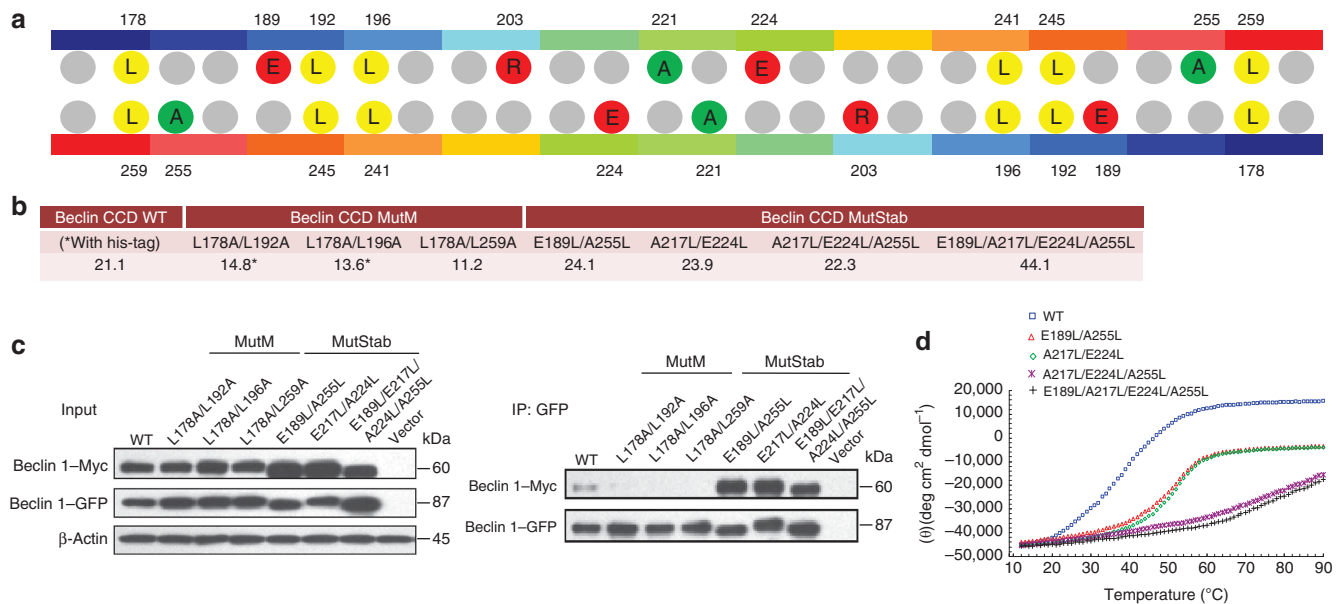 a
178 189 192 196 203 221 224 241 245 255 259
L E L L R A E L L A L
L A L L E A R L L E L
259 255 245 241 224 221 203 196 192 189 178
b
Beclin CCD WT Beclin CCD MutM Beclin CCD MutStab
(*With his-tag) L178A/L192A L178A/L196A L178A/L259A E189L/A255L A217L/E224L A217L/E224L/A255L E189L/A217L/E224L/A255L
21.1 14.8* 13.6* 11.2 24.1 23.9 22.3 44.1
c
MutM MutStab
Input
WT L178A/L192A L178A/L196A L178A/L259A E189L/A255L E217L/A224L E189L/E217L/ A224L/A255L Vector
kDa
Beclin 1–Myc 60
Beclin 1–GFP 87
β-Actin 45
MutM MutStab
IP: GFP
WT L178A/L192A L178A/L196A L178A/L259A E189L/A255L E217L/A224L E189L/E217L/ A224L/A255L Vector
kDa
Beclin 1–Myc 60
Beclin 1–GFP 87
d
WT
E189L/A255L
A217L/E224L
A217L/E224L/A255L
E189L/A217L/E224L/A255L
(θ)(deg cm² dmol⁻¹)
20,000
10,000
0
−10,000
−20,000
−30,000
−40,000
−50,000
10 20 30 40 50 60 70 80 90
Temperature (°C)